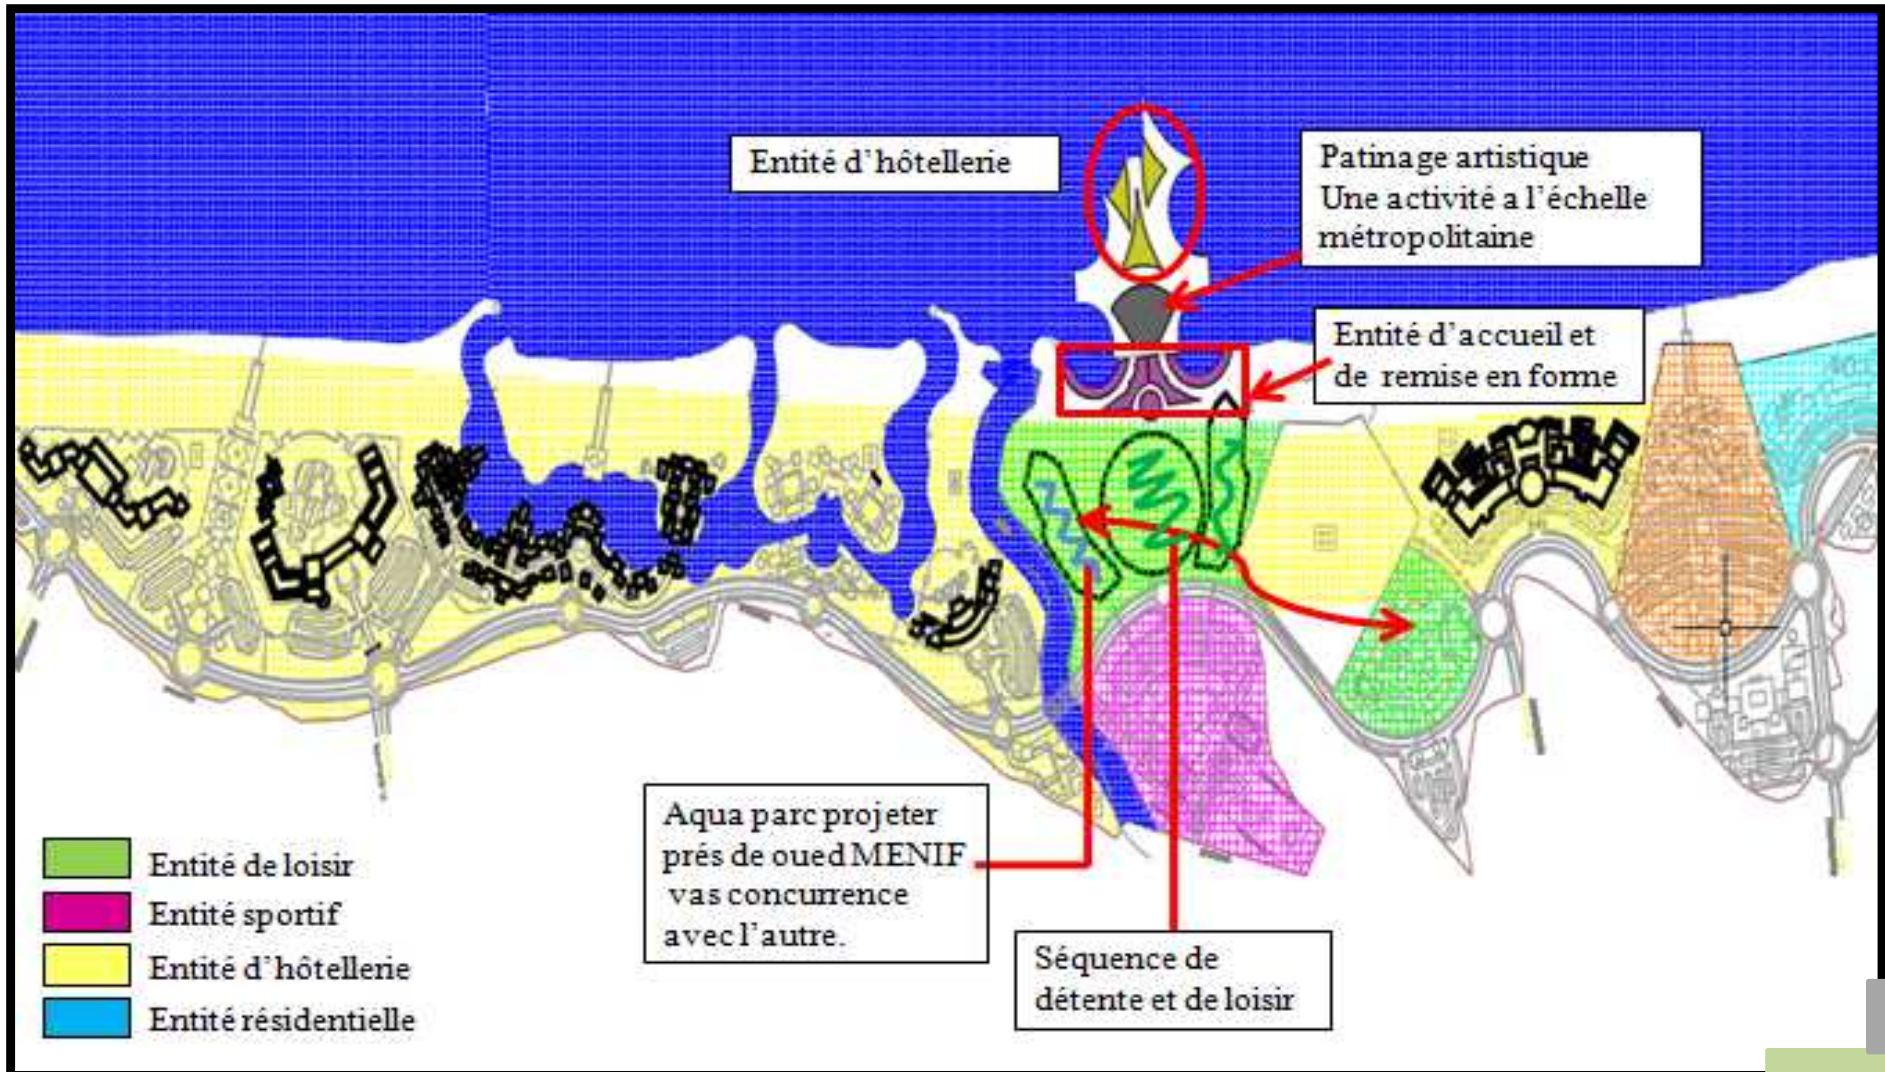 Entité d'hôtellerie
Patinage artistique
Une activité a l'échelle
métropolitaine
Entité d'accueil et
de remise en forme
Aqua parc projeter
prés de oued MENIF
vas concurrence
avec l'autre.
Séquence de
détente et de loisir
Entité de loisir
Entité sportif
Entité d'hôtellerie
Entité résidentielle